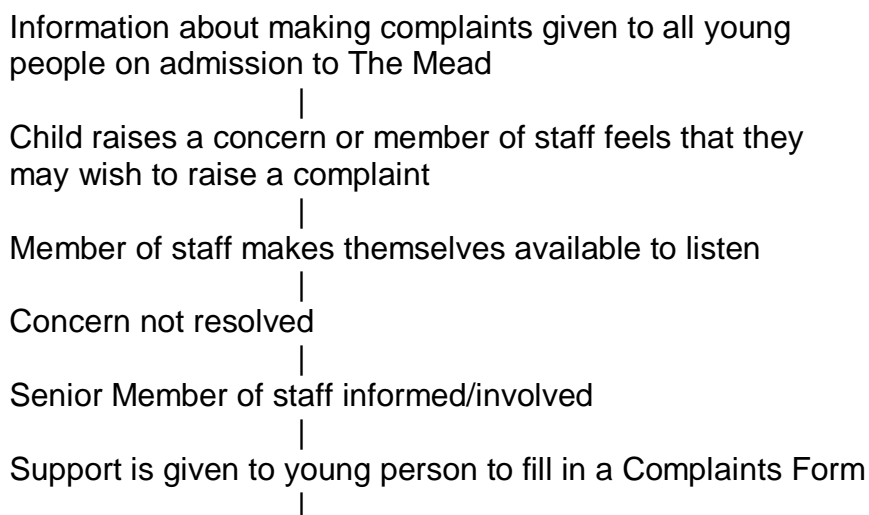 Information about making complaints given to all young
people on admission to The Mead
|
Child raises a concern or member of staff feels that they
may wish to raise a complaint
|
Member of staff makes themselves available to listen
|
Concern not resolved
|
Senior Member of staff informed/involved
|
Support is given to young person to fill in a Complaints Form
|